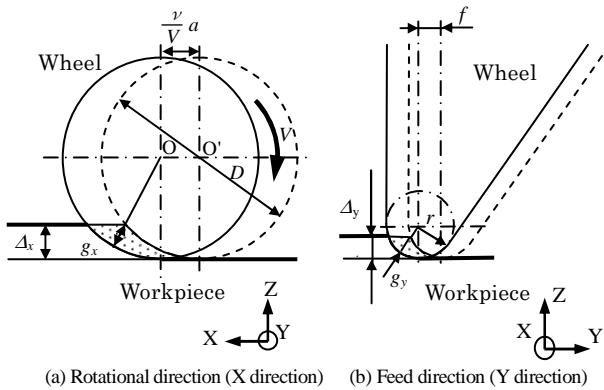 ν/V a
f
Wheel
Wheel
V
O O'
D
r
Δx
gx
Δy
gy
Workpiece
Workpiece
Z
Z
X Y
X
Y
(a) Rotational direction (X direction) (b) Feed direction (Y direction)